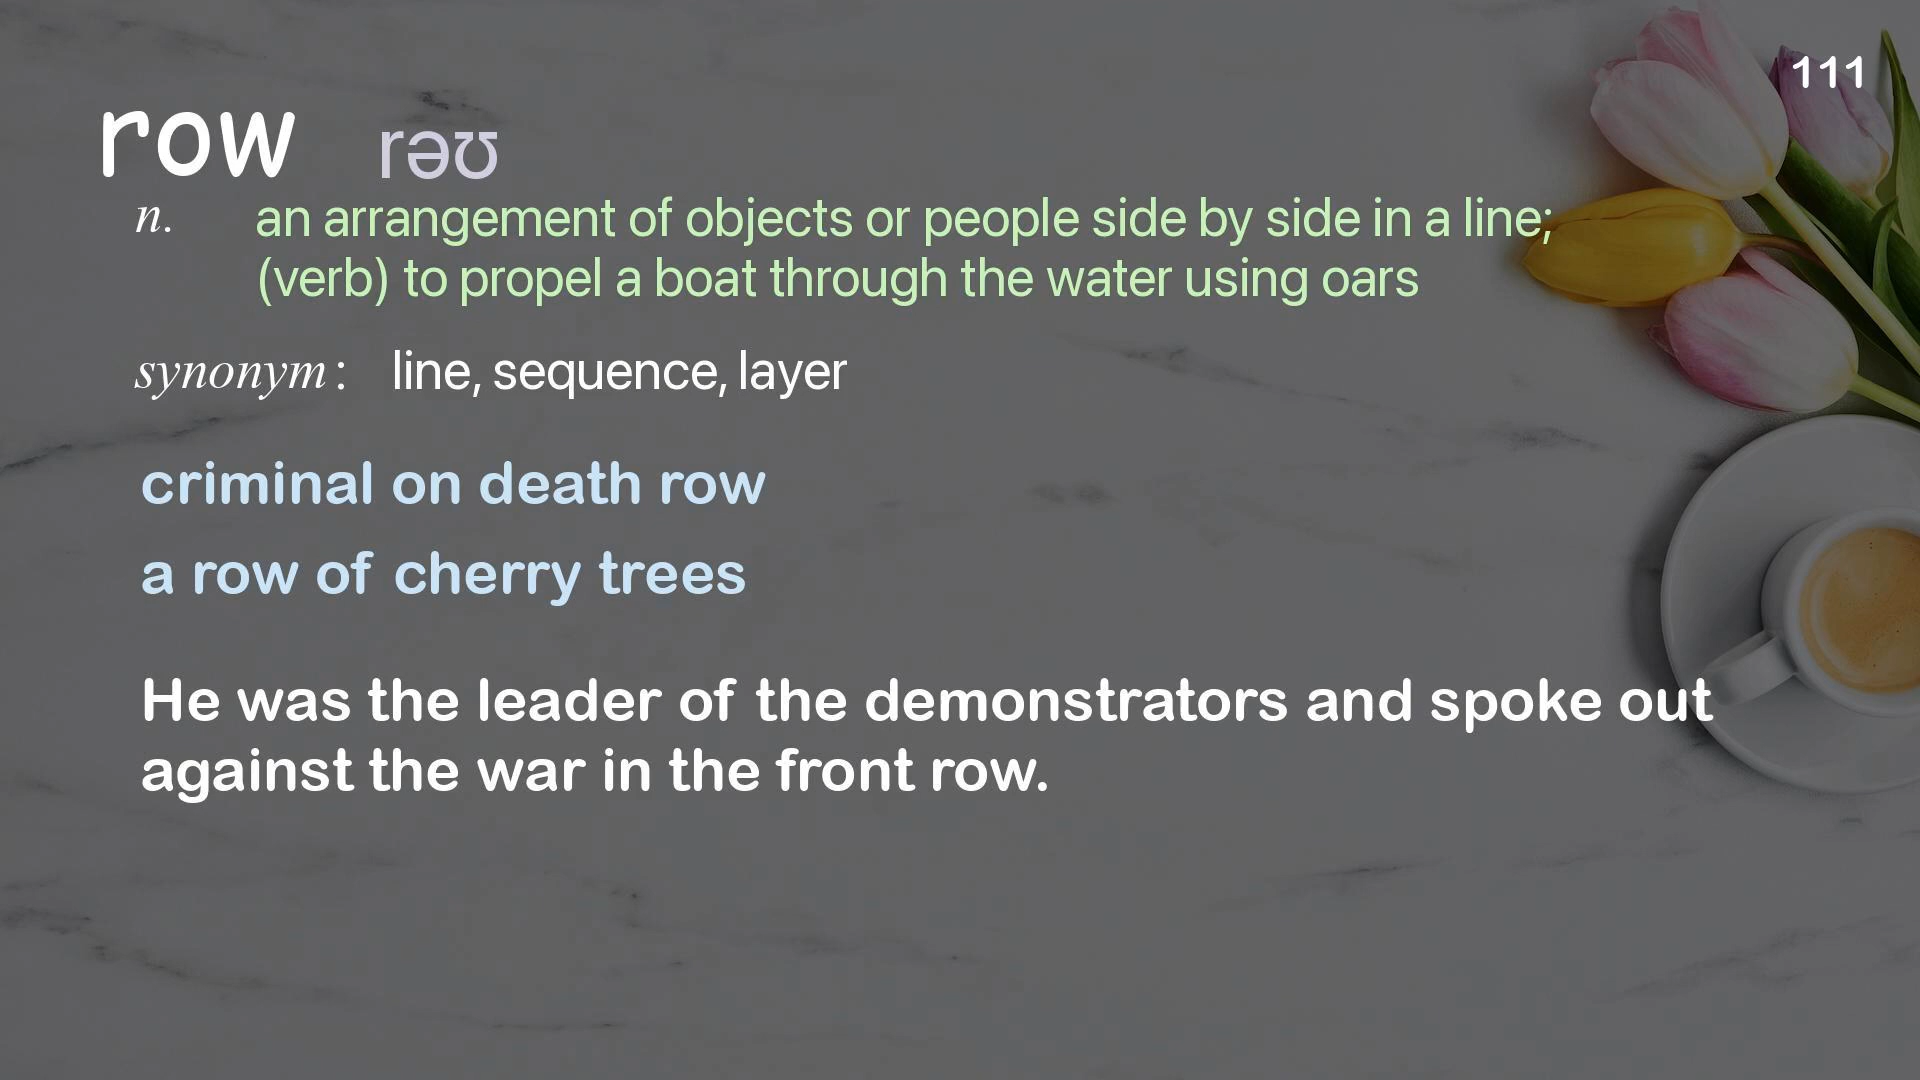 111
row rəʊ
n. an arrangement of objects or people side by side in a line;
(verb) to propel a boat through the water using oars
synonym: line, sequence, layer
criminal on death row
a row of cherry trees
He was the leader of the demonstrators and spoke out
against the war in the front row.